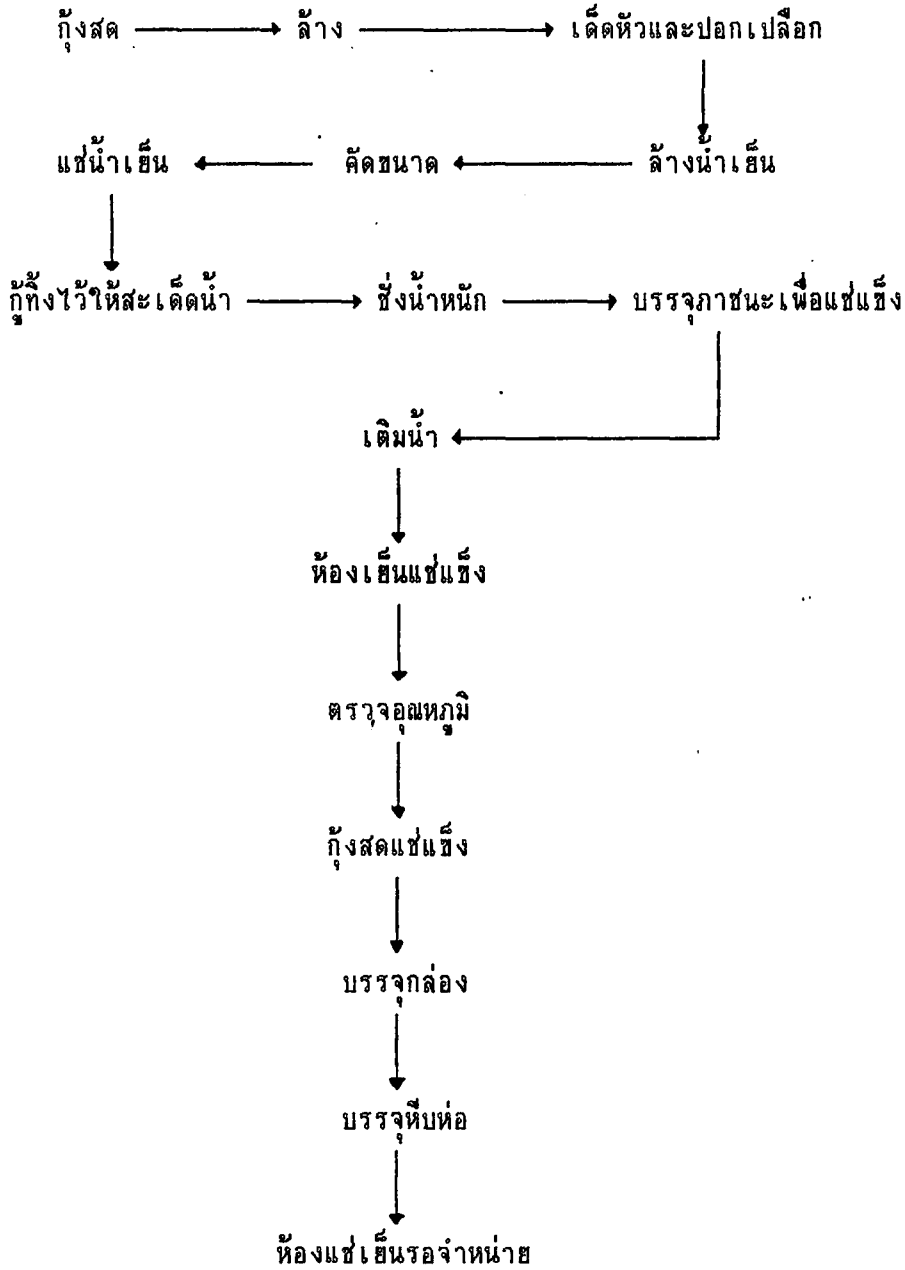 กุ้งสด ล้าง เด็ดหัวและปอกเปลือก
แช่น้ำเย็น คัดขนาด ล้างน้ำเย็น
กู้ทิ้งไว้ให้สะเด็ดน้ำ ชั่งน้ำหนัก บรรจุภาชนะเพื่อแช่แข็ง
เติมน้ำ
ห้องเย็นแช่แข็ง
ตรวจอุณหภูมิ
กุ้งสดแช่แข็ง
บรรจุกล่อง
บรรจุหีบห่อ
ห้องแช่เย็นรอจำหน่าย